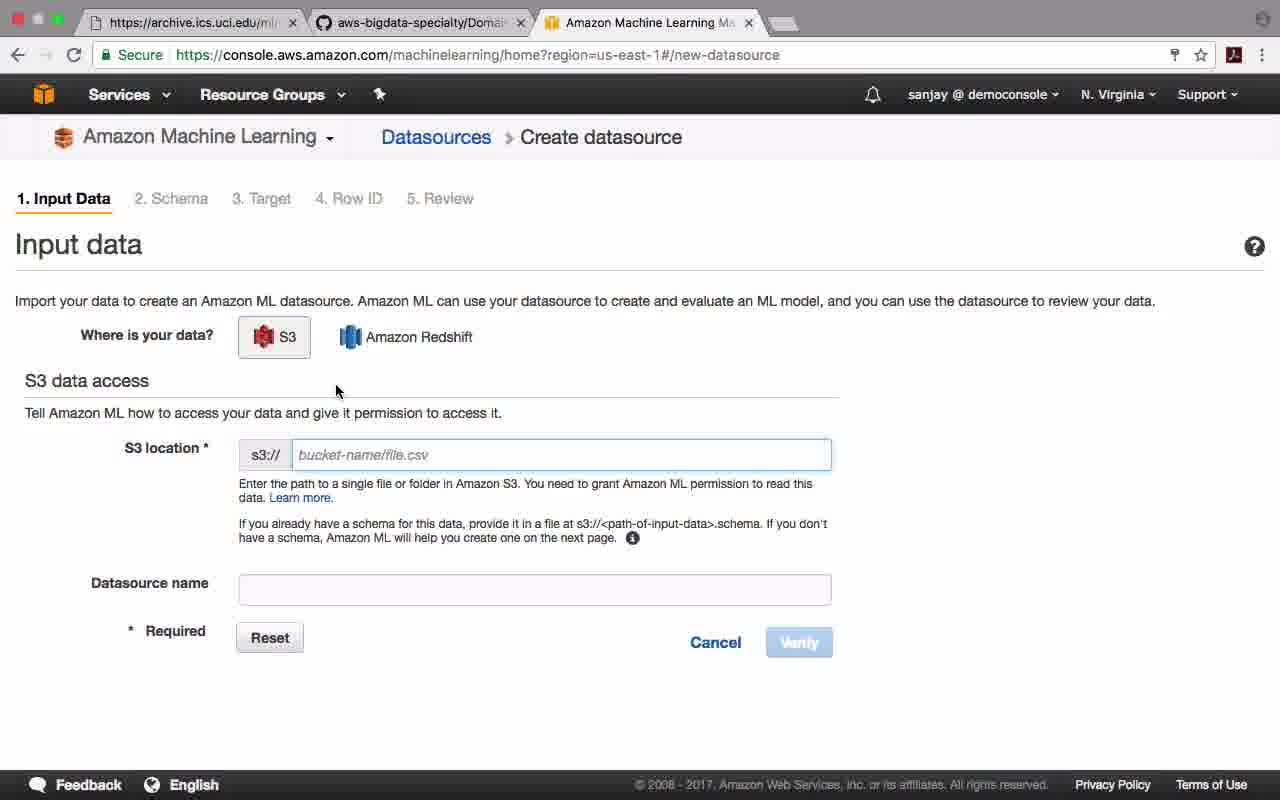 https://archive.ics.uci.edu/ml/
aws-bigdata-specialty/Domai
Amazon Machine Learning Ma
Secure
https://console.aws.amazon.com/machinelearning/home?region=us-east-1#/new-datasource
Services
Resource Groups
sanjay @ democonsole
N. Virginia
Support
Amazon Machine Learning
Datasources
Create datasource
1. Input Data
2. Schema
3. Target
4. Row ID
5. Review
Input data
Import your data to create an Amazon ML datasource. Amazon ML can use your datasource to create and evaluate an ML model, and you can use the datasource to review your data.
Where is your data?
S3
Amazon Redshift
S3 data access
Tell Amazon ML how to access your data and give it permission to access it.
S3 location *
s3://
bucket-name/file.csv
Enter the path to a single file or folder in Amazon S3. You need to grant Amazon ML permission to read this
data. Learn more.
If you already have a schema for this data, provide it in a file at s3://<path-of-input-data>.schema. If you don't
have a schema, Amazon ML will help you create one on the next page.
Datasource name
* Required
Reset
Cancel
Verify
Feedback
English
© 2008 - 2017, Amazon Web Services, Inc. or its affiliates. All rights reserved.
Privacy Policy
Terms of Use